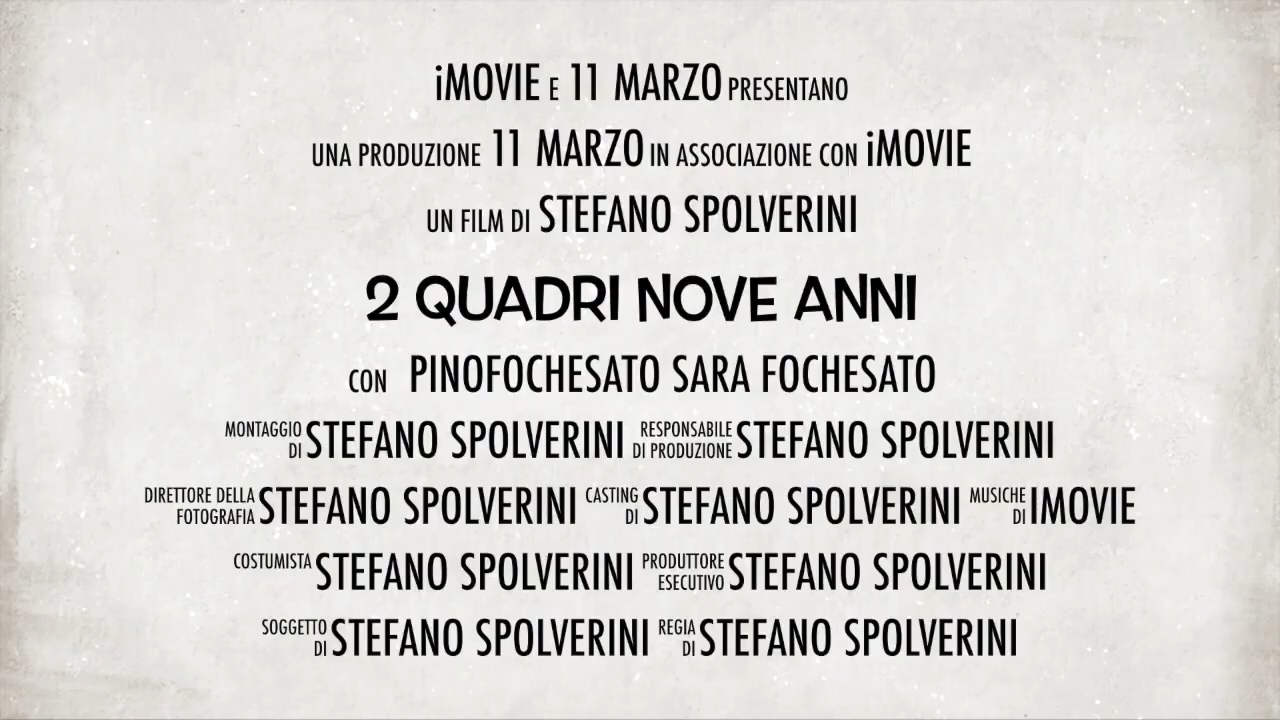 iMOVIE E 11 MARZO PRESENTANO
UNA PRODUZIONE 11 MARZO IN ASSOCIAZIONE CON iMOVIE
UN FILM DI STEFANO SPOLVERINI
2 QUADRI NOVE ANNI
CON PINOFOCHESATO SARA FOCHESATO
MONTAGGIO DI STEFANO SPOLVERINI RESPONSABILE DI PRODUZIONE STEFANO SPOLVERINI
DIRETTORE DELLA FOTOGRAFIA STEFANO SPOLVERINI CASTING DI STEFANO SPOLVERINI MUSICHE DI IMOVIE
COSTUMISTA STEFANO SPOLVERINI PRODUTTORE ESECUTIVO STEFANO SPOLVERINI
SOGGETTO DI STEFANO SPOLVERINI REGIA DI STEFANO SPOLVERINI